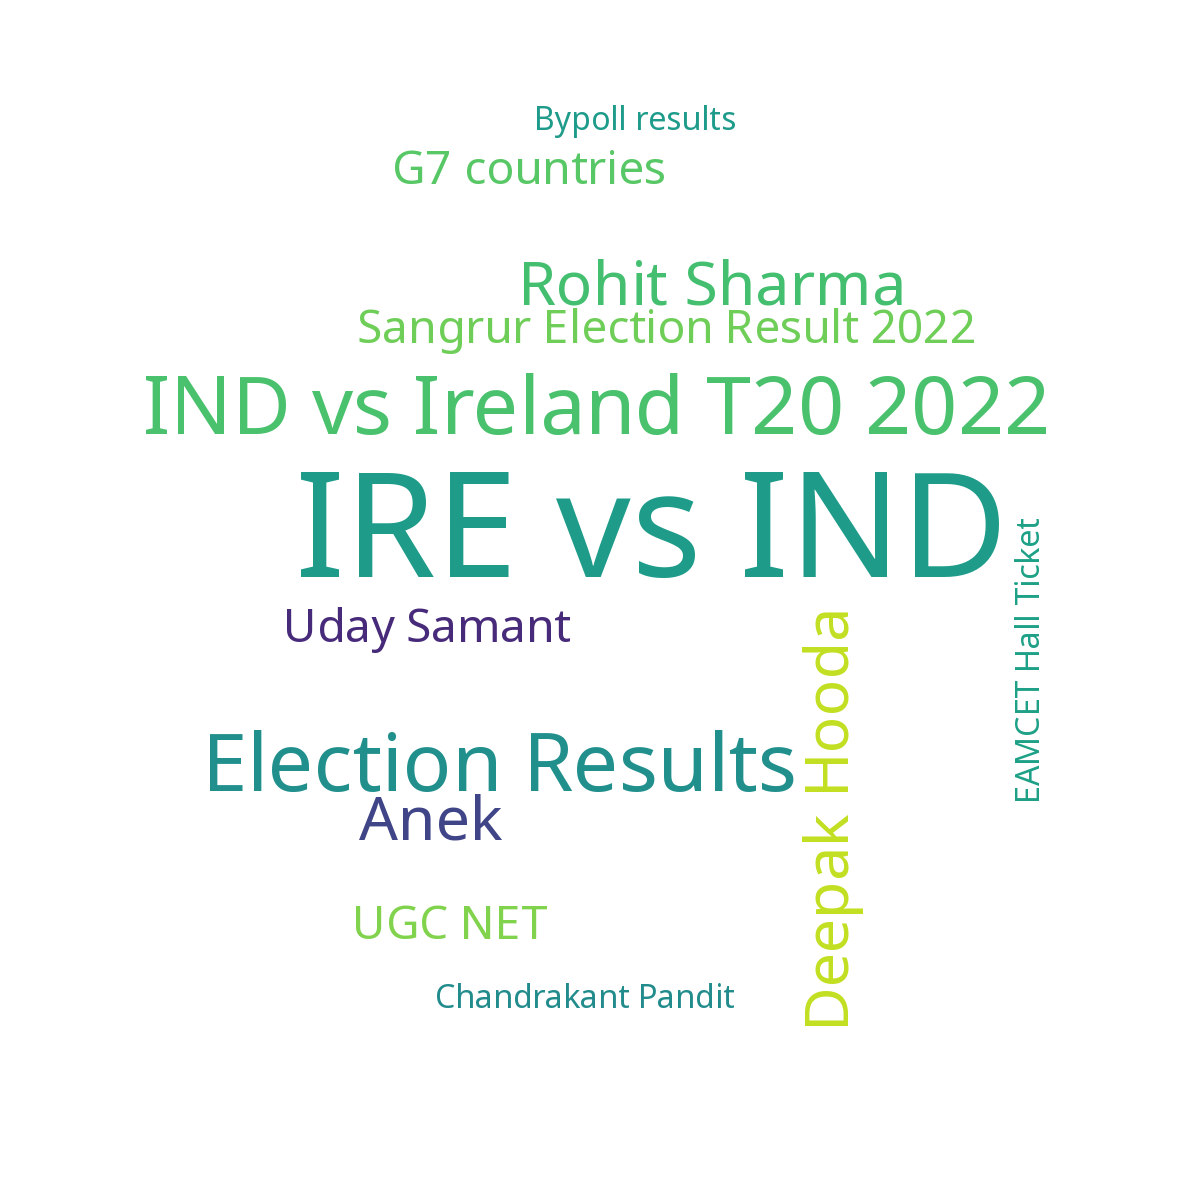 Bypoll results
G7 countries
Rohit Sharma
Sangrur Election Result 2022
IND vs Ireland T20 2022
IRE vs IND
EAMCET Hall Ticket
Uday Samant
Deepak Hooda
Election Results
Anek
UGC NET
Chandrakant Pandit